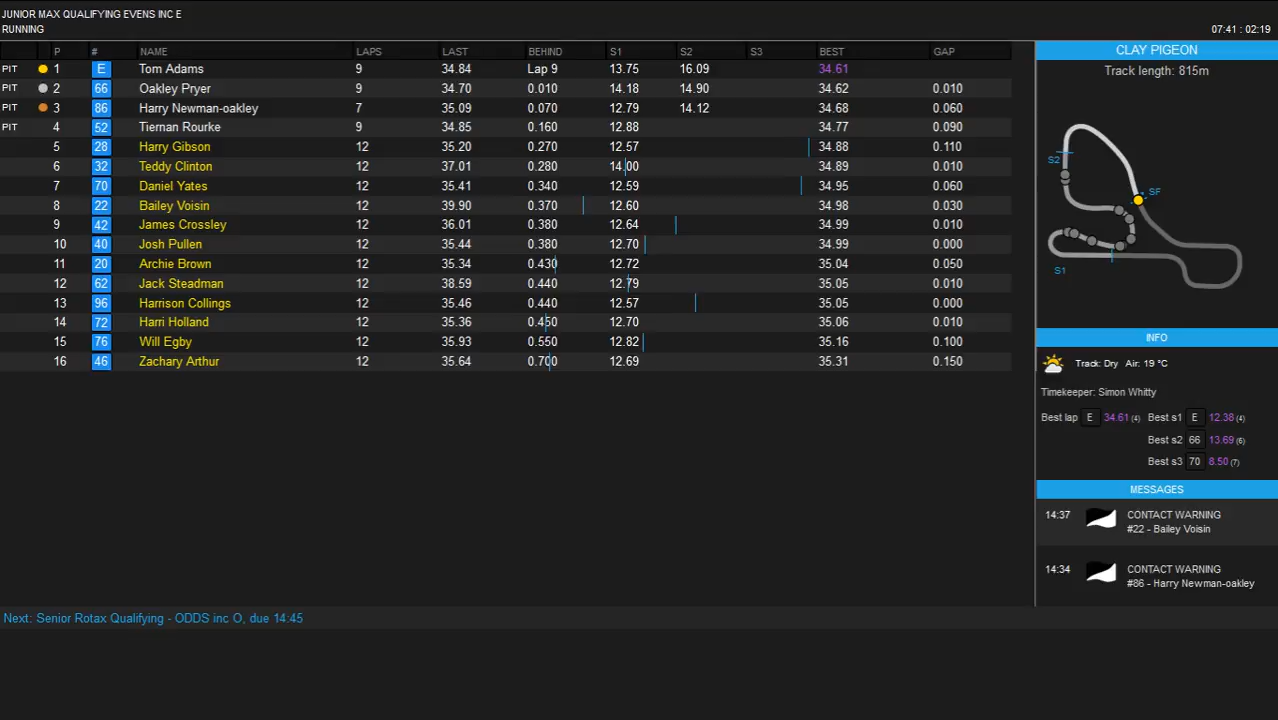 JUNIOR MAX QUALIFYING EVENS INC E
RUNNING
07:41 : 02:19
P # NAME LAPS LAST BEHIND S1 S2 S3 BEST GAP
PIT 1 E Tom Adams 9 34.84 Lap 9 13.75 16.09 34.61
PIT 2 66 Oakley Pryer 9 34.70 0.010 14.18 14.90 34.62 0.010
PIT 3 86 Harry Newman-oakley 7 35.09 0.070 12.79 14.12 34.68 0.060
PIT 4 52 Tiernan Rourke 9 34.85 0.160 12.88 34.77 0.090
5 28 Harry Gibson 12 35.20 0.270 12.57 34.88 0.110
6 32 Teddy Clinton 12 37.01 0.280 14.00 34.89 0.010
7 70 Daniel Yates 12 35.41 0.340 12.59 34.95 0.060
8 22 Bailey Voisin 12 39.90 0.370 12.60 34.98 0.030
9 42 James Crossley 12 36.01 0.380 12.64 34.99 0.010
10 40 Josh Pullen 12 35.44 0.380 12.70 34.99 0.000
11 20 Archie Brown 12 35.34 0.430 12.72 35.04 0.050
12 62 Jack Steadman 12 38.59 0.440 12.79 35.05 0.010
13 96 Harrison Collings 12 35.46 0.440 12.57 35.05 0.000
14 72 Harri Holland 12 35.36 0.450 12.70 35.06 0.010
15 76 Will Egby 12 35.93 0.550 12.82 35.16 0.100
16 46 Zachary Arthur 12 35.64 0.700 12.69 35.31 0.150
CLAY PIGEON
Track length: 815m
S2
SF
S1
INFO
Track: Dry Air: 19 °C
Timekeeper: Simon Whitty
Best lap E 34.61 (4) Best s1 E 12.38 (4)
Best s2 66 13.69 (6)
Best s3 70 8.50 (7)
MESSAGES
14:37 CONTACT WARNING
#22 - Bailey Voisin
14:34 CONTACT WARNING
#86 - Harry Newman-oakley
Next: Senior Rotax Qualifying - ODDS inc O, due 14:45